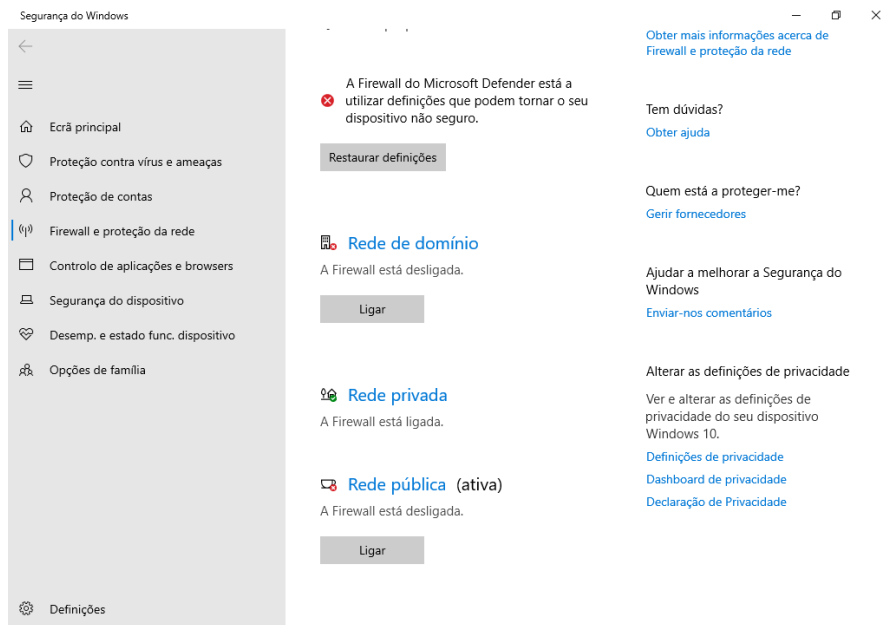 Segurança do Windows
Ecrã principal
Proteção contra vírus e ameaças
Proteção de contas
Firewall e proteção da rede
Controlo de aplicações e browsers
Segurança do dispositivo
Desemp. e estado func. dispositivo
Opções de família
Definições
A Firewall do Microsoft Defender está a
utilizar definições que podem tornar o seu
dispositivo não seguro.
Restaurar definições
Rede de domínio
A Firewall está desligada.
Ligar
Rede privada
A Firewall está ligada.
Rede pública (ativa)
A Firewall está desligada.
Ligar
Obter mais informações acerca de
Firewall e proteção da rede
Tem dúvidas?
Obter ajuda
Quem está a proteger-me?
Gerir fornecedores
Ajudar a melhorar a Segurança do
Windows
Enviar-nos comentários
Alterar as definições de privacidade
Ver e alterar as definições de
privacidade do seu dispositivo
Windows 10.
Definições de privacidade
Dashboard de privacidade
Declaração de Privacidade